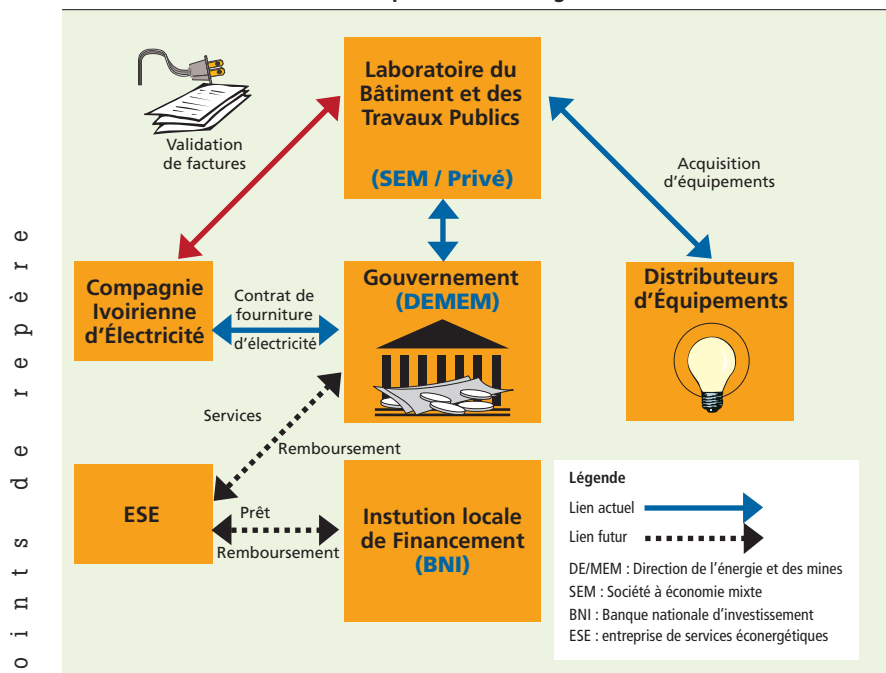 Laboratoire du
Bâtiment et des
Travaux Publics
(SEM / Privé)
Validation
de factures
Acquisition
d'équipements
Compagnie
Ivoirienne
d'Électricité
Contrat de
fourniture
d'électricité
Gouvernement
(DEMEM)
Distributeurs
d'Équipements
Services
Remboursement
ESE
Prêt
Remboursement
Instution locale
de Financement
(BNI)
Légende
Lien actuel
Lien futur
DE/MEM : Direction de l'énergie et des mines
SEM : Société à économie mixte
BNI : Banque nationale d'investissement
ESE : entreprise de services éconergétiques
oints de repère